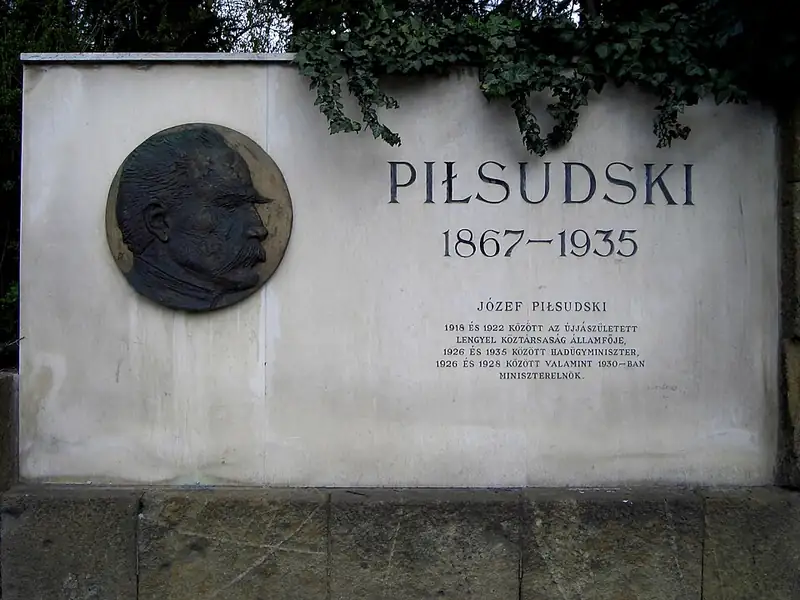 PIŁSUDSKI
1867–1935
JÓZEF PIŁSUDSKI
1918 ÉS 1922 KÖZÖTT AZ ÚJJÁSZÜLETETT
LENGYEL KÖZTÁRSASÁG ÁLLAMFŐJE,
1926 ÉS 1935 KÖZÖTT HADÜGYMINISZTER,
1926 ÉS 1928 KÖZÖTT VALAMINT 1930–BAN
MINISZTERELNÖK.